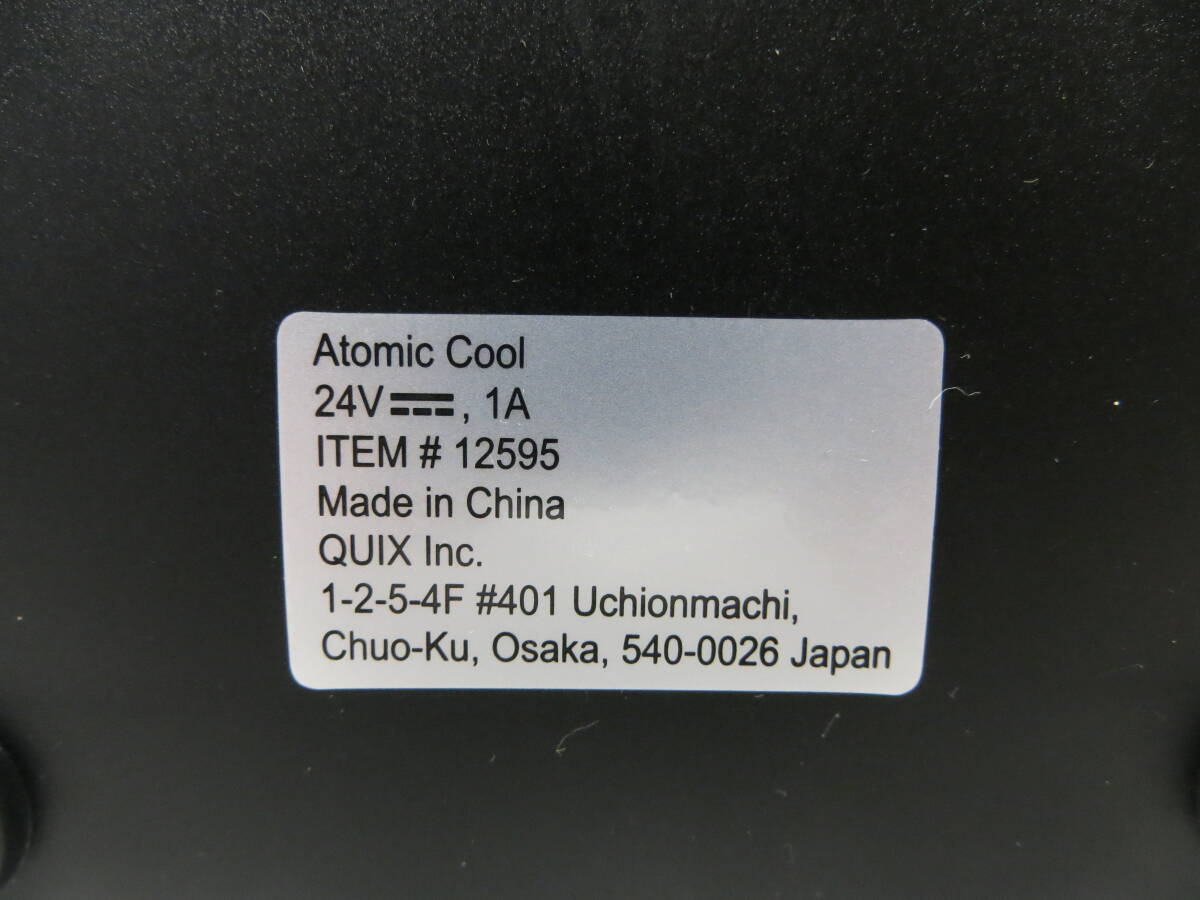 Atomic Cool
24V⎓, 1A
ITEM # 12595
Made in China
QUIX Inc.
1-2-5-4F #401 Uchionmachi,
Chuo-Ku, Osaka, 540-0026 Japan